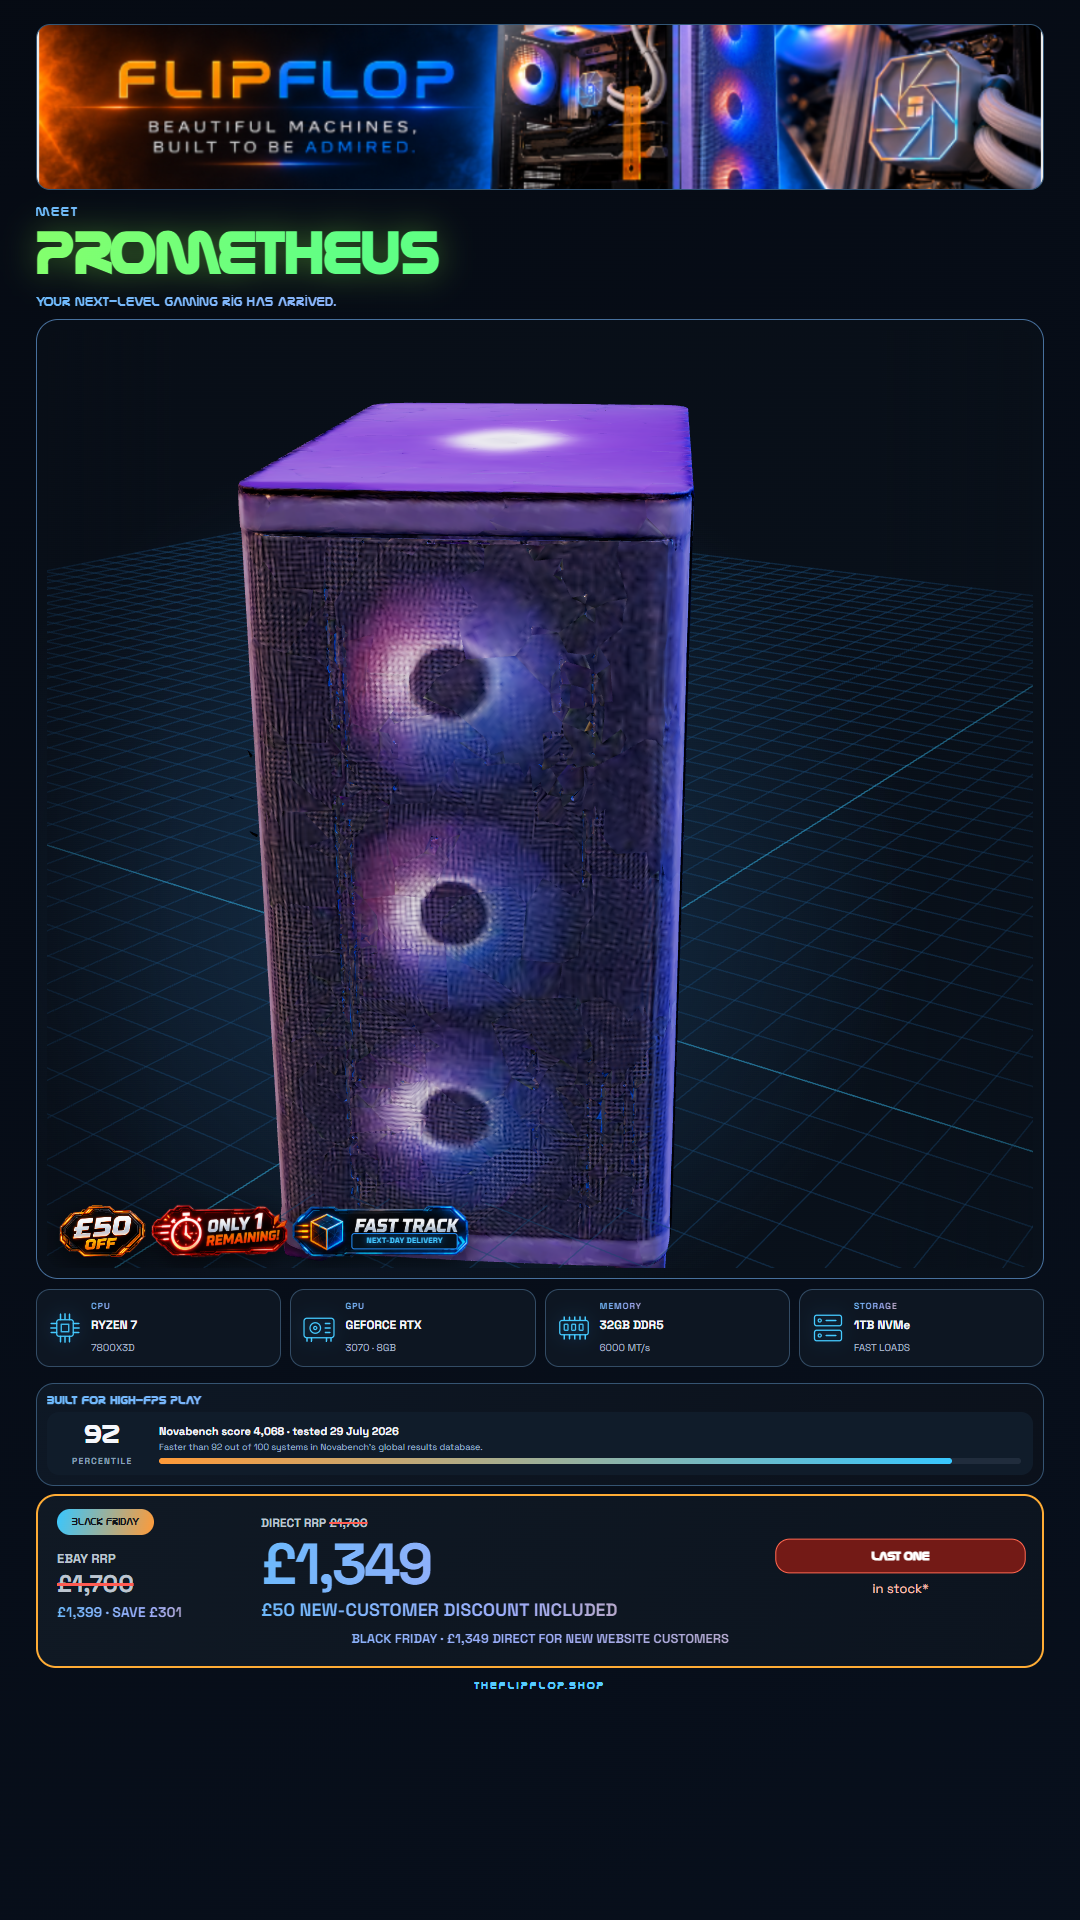 FLIPFLOP
BEAUTIFUL MACHINES,
BUILT TO BE ADMIRED.
MEET
PROMETHEUS
YOUR NEXT-LEVEL GAMING RIG HAS ARRIVED.
£50
OFF
ONLY 1
REMAINING!
FAST TRACK
NEXT-DAY DELIVERY
CPU
RYZEN 7
7800X3D
GPU
GEFORCE RTX
3070 · 8GB
MEMORY
32GB DDR5
6000 MT/s
STORAGE
1TB NVMe
FAST LOADS
BUILT FOR HIGH-FPS PLAY
92
PERCENTILE
Novabench score 4,068 · tested 29 July 2026
Faster than 92 out of 100 systems in Novabench's global results database.
BLACK FRIDAY
EBAY RRP
£1,700
£1,399 · SAVE £301
DIRECT RRP £1,700
£1,349
£50 NEW-CUSTOMER DISCOUNT INCLUDED
BLACK FRIDAY · £1,349 DIRECT FOR NEW WEBSITE CUSTOMERS
LAST ONE
in stock*
THEFLIPFLOP.SHOP